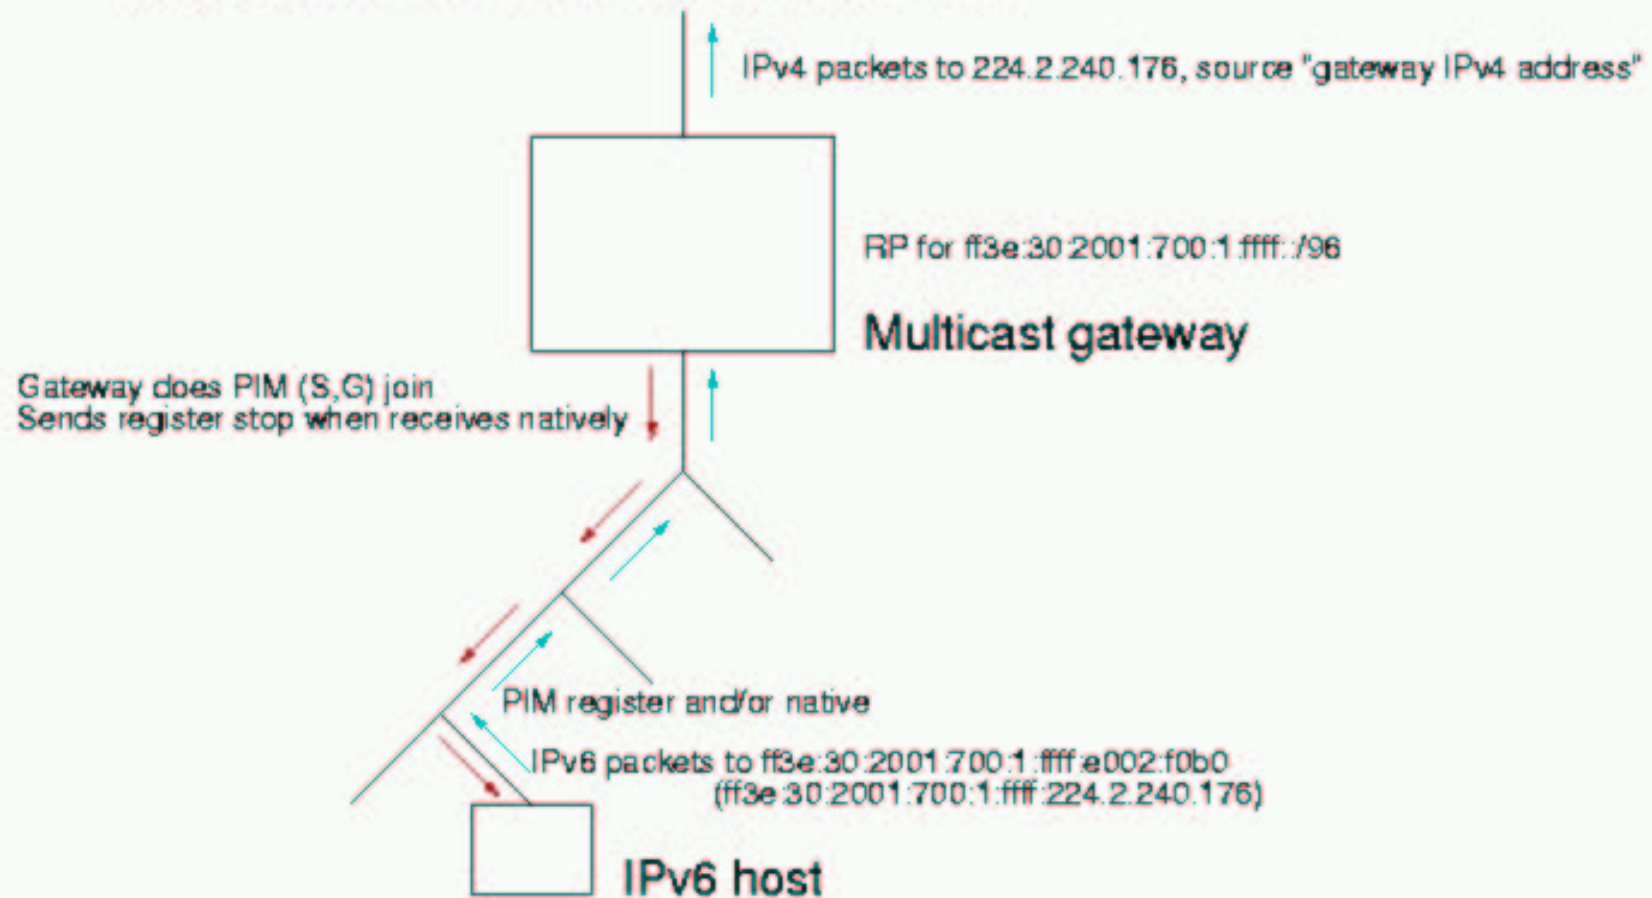 IPv4 packets to 224.2.240.176, source "gateway IPv4 address"
RP for ff3e:30:2001:700:1:ffff::/96
Multicast gateway
Gateway does PIM (S,G) join
Sends register stop when receives natively
PIM register and/or native
IPv6 packets to ff3e:30:2001:700:1:ffff:e002:f0b0
(ff3e:30:2001:700:1:ffff:224.2.240.176)
IPv6 host